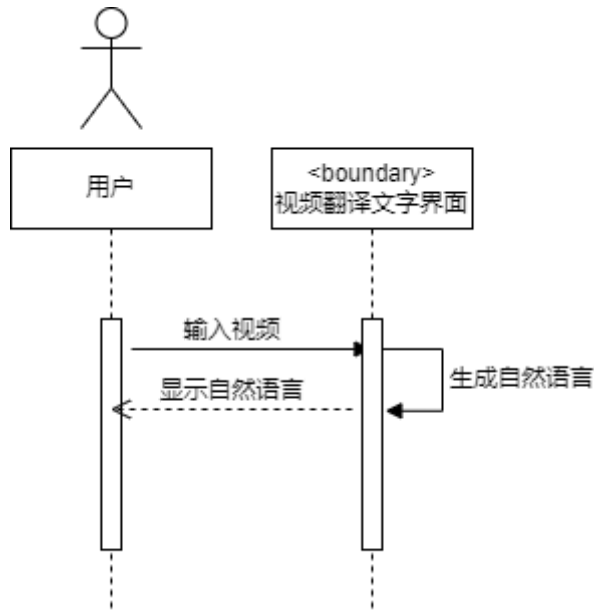 用户
<boundary>
视频翻译文字界面
输入视频
生成自然语言
显示自然语言